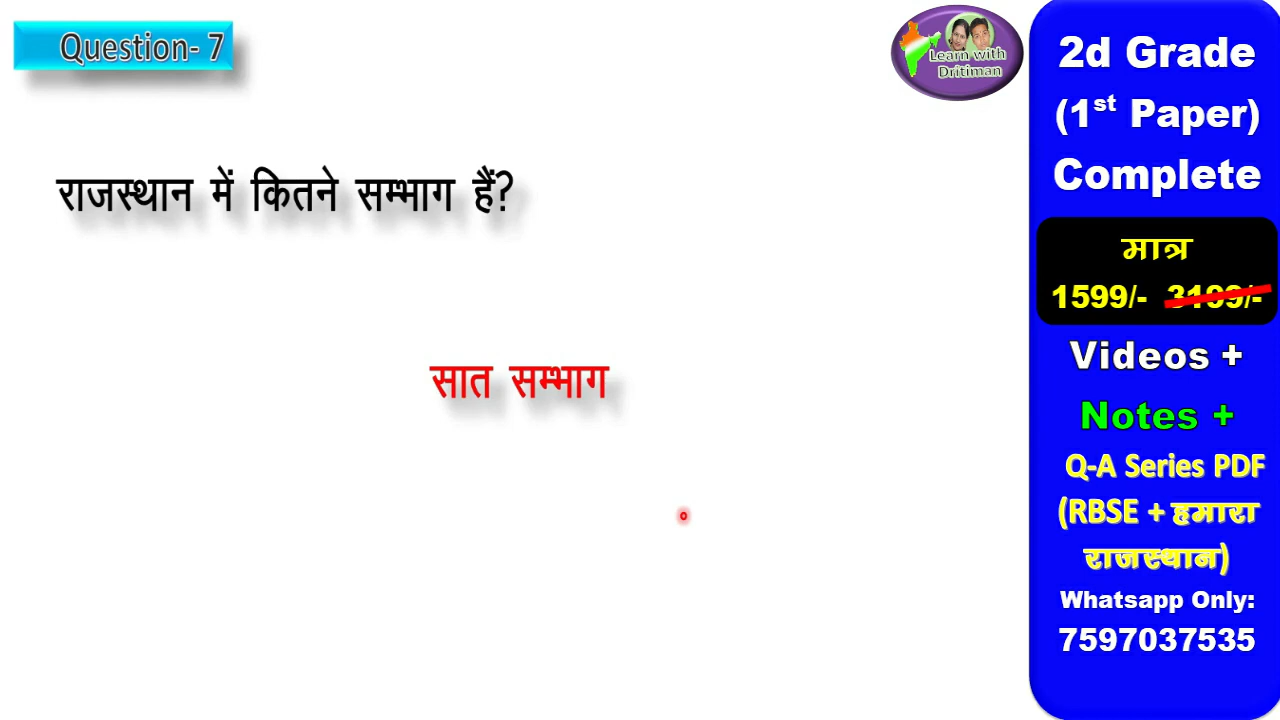 Question- 7
Learn with
Dritiman
राजस्थान में कितने सम्भाग हैं?
सात सम्भाग
2d Grade
(1st Paper)
Complete
मात्र
1599/- 3199/-
Videos +
Notes +
Q-A Series PDF
(RBSE + हमारा
राजस्थान)
Whatsapp Only:
7597037535